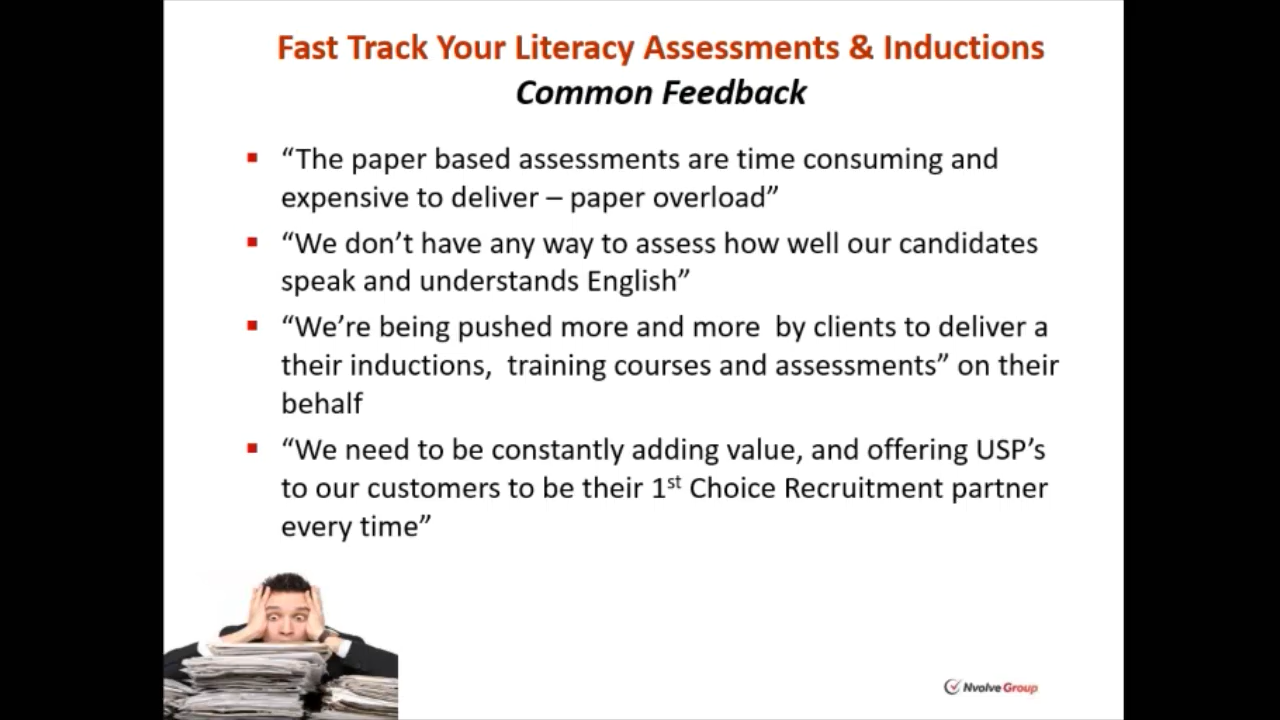 Fast Track Your Literacy Assessments & Inductions
Common Feedback
“The paper based assessments are time consuming and
expensive to deliver – paper overload”
“We don’t have any way to assess how well our candidates
speak and understands English”
“We’re being pushed more and more  by clients to deliver a
their inductions,  training courses and assessments” on their
behalf
“We need to be constantly adding value, and offering USP’s
to our customers to be their 1st Choice Recruitment partner
every time”
Nvolve Group